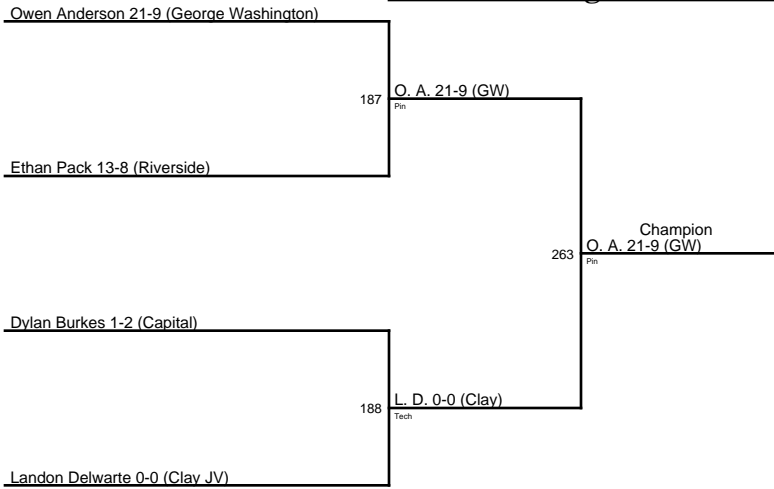 Owen Anderson 21-9 (George Washington)
187
O. A. 21-9 (GW)
Pin
Ethan Pack 13-8 (Riverside)
Champion
263
O. A. 21-9 (GW)
Pin
Dylan Burkes 1-2 (Capital)
188
L. D. 0-0 (Clay)
Tech
Landon Delwarte 0-0 (Clay JV)